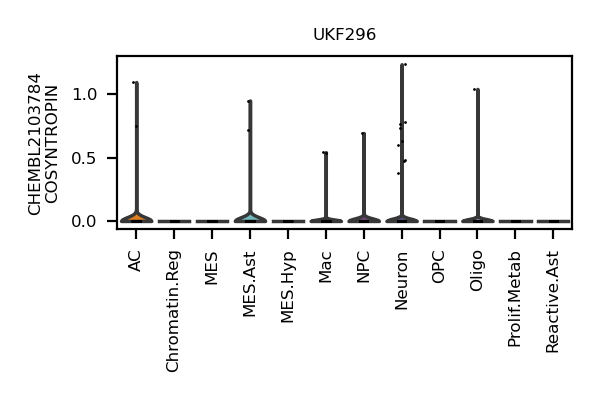 UKF296
CHEMBL2103784
COSYNTROPIN
1.0
0.5
0.0
AC
Chromatin.Reg
MES
MES.Ast
MES.Hyp
Mac
NPC
Neuron
OPC
Oligo
Prolif.Metab
Reactive.Ast